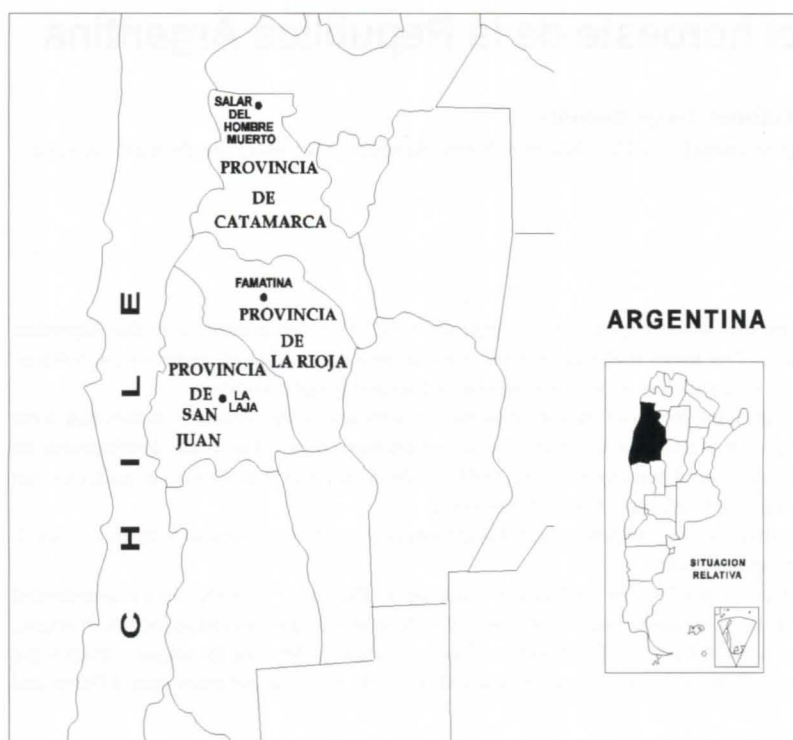 SALAR
DEL
HOMBRE
MUERTO
PROVINCIA
DE
CATAMARCA
FAMATINA
PROVINCIA
DE
LA RIOJA
PROVINCIA
DE
SAN
JUAN
LA
LAJA
CHILE
ARGENTINA
SITUACION
RELATIVA